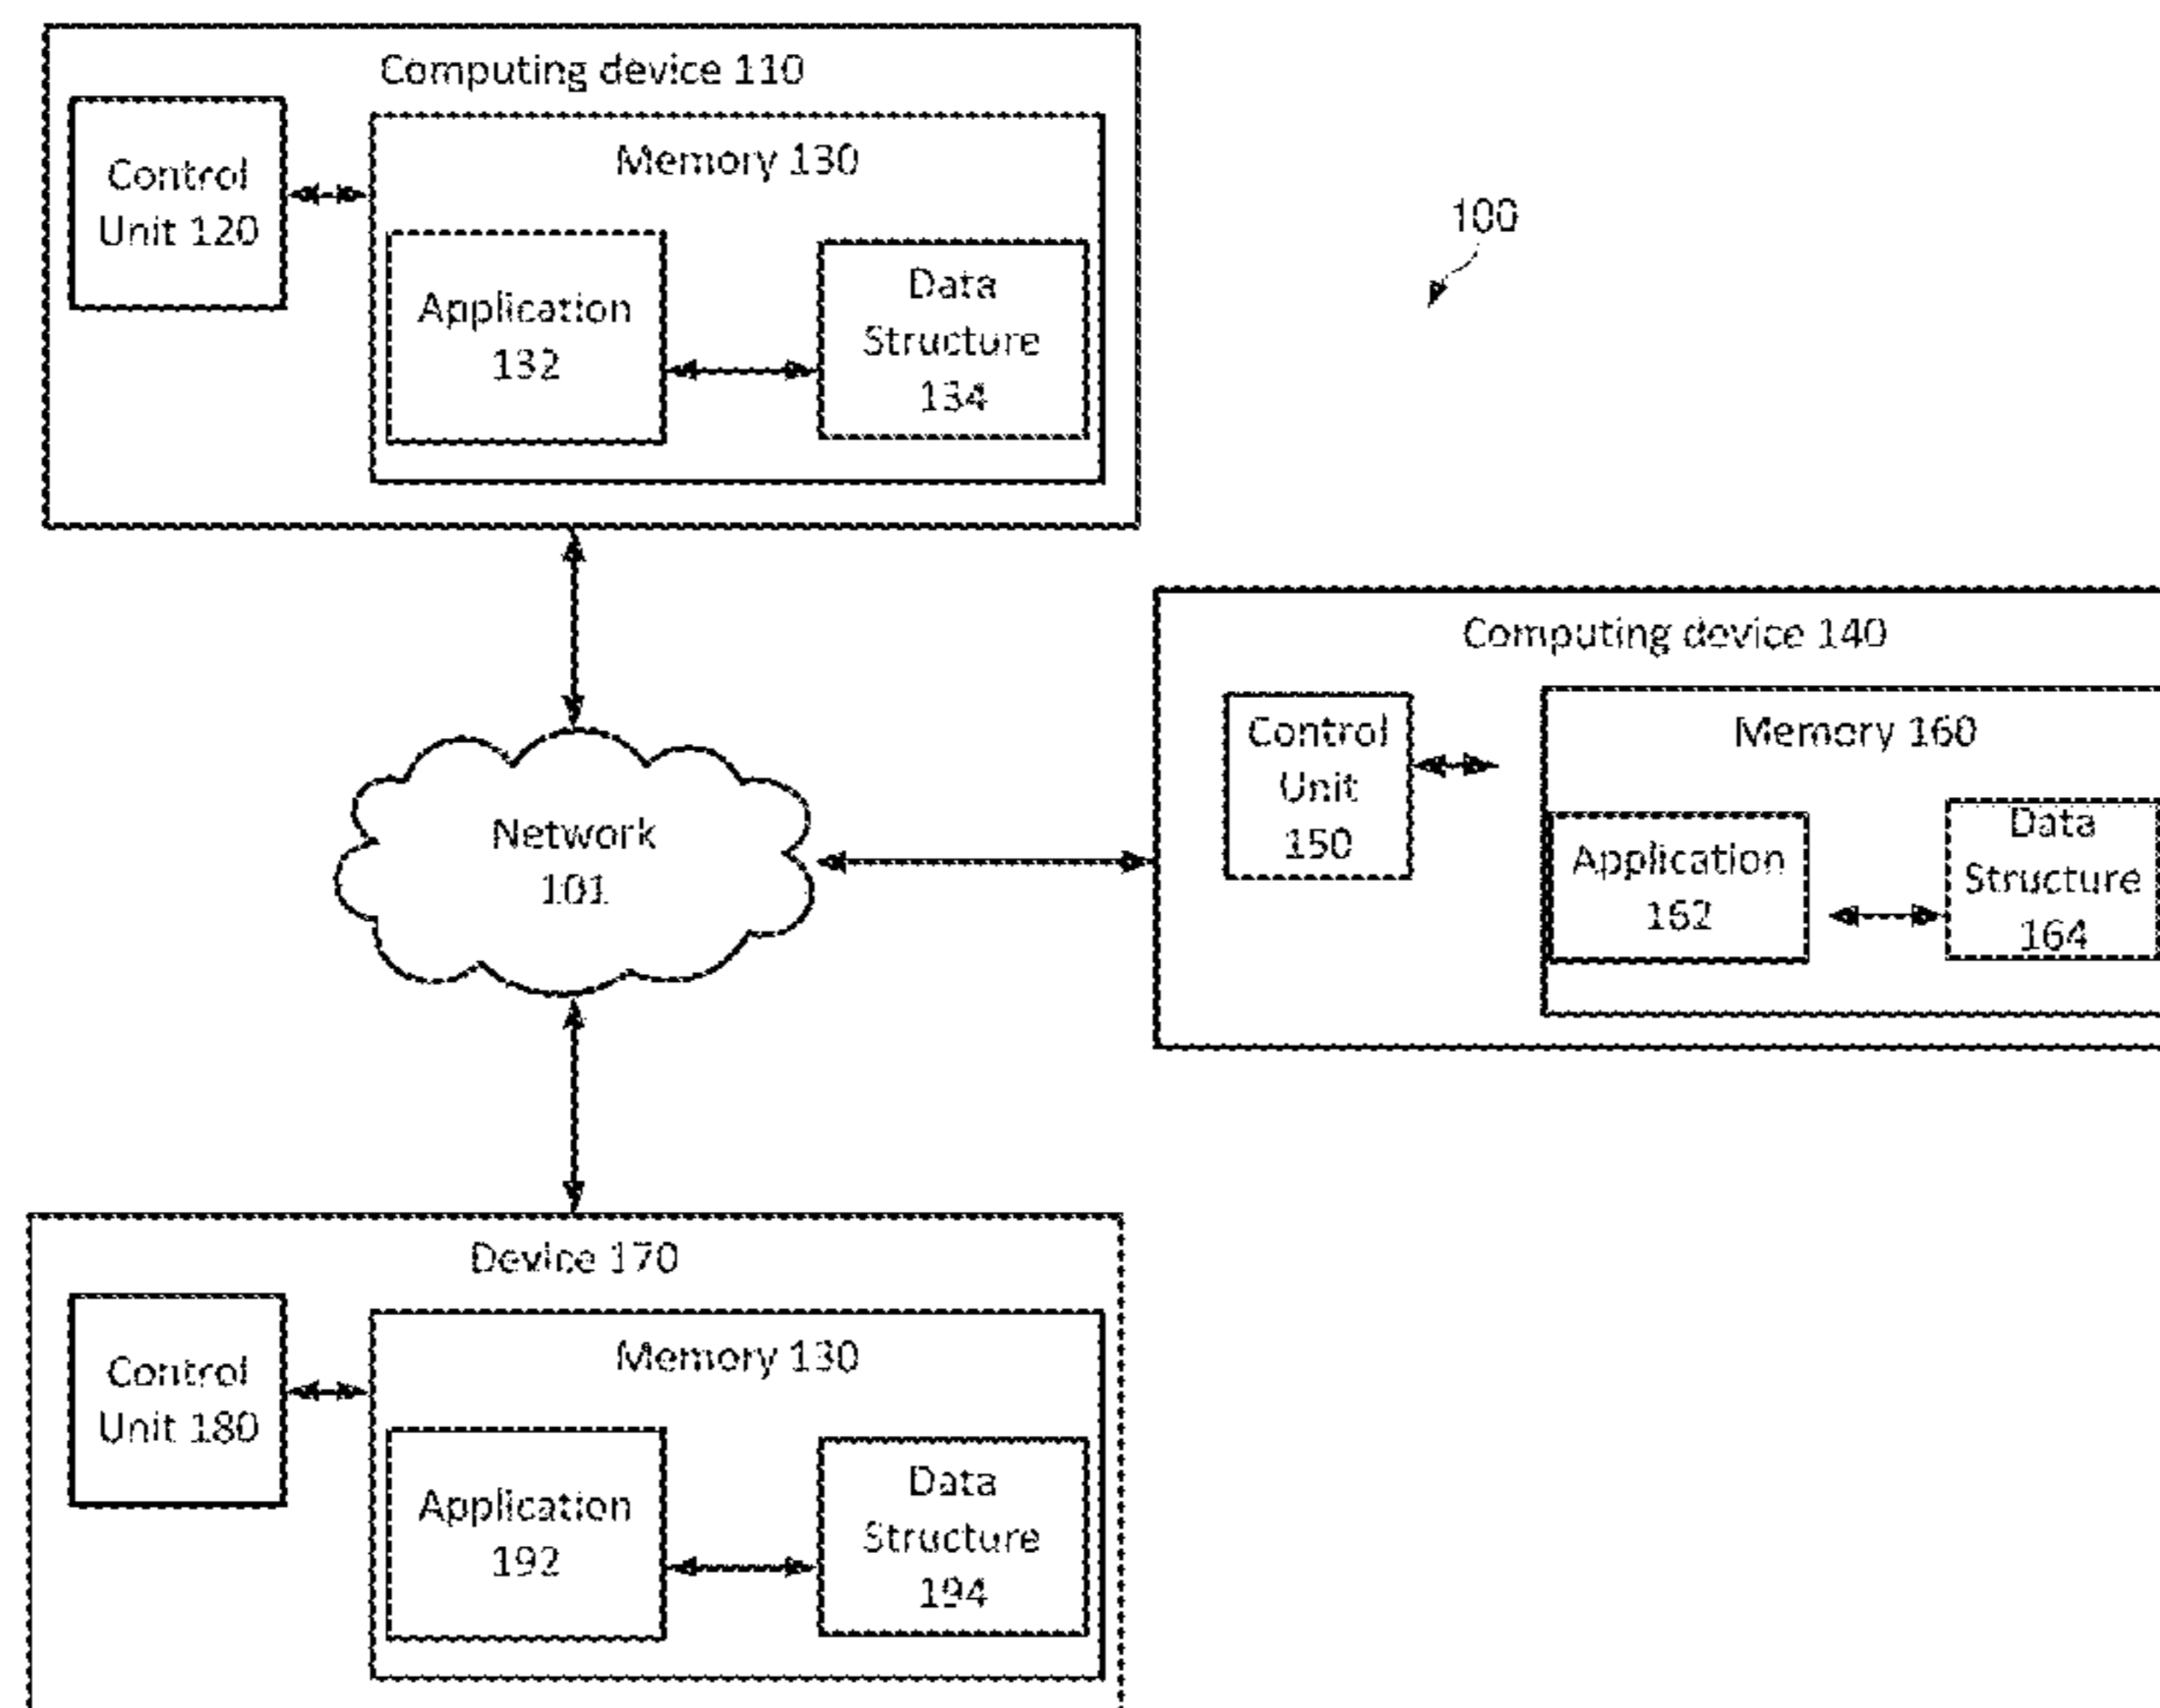 Computing device 110
Control
Unit 120
Memory 130
Application
132
Data
Structure
134
100
Computing device 140
Control
Unit
150
Memory 160
Application
162
Data
Structure
164
Network
101
Device 170
Control
Unit 180
Memory 130
Application
192
Data
Structure
194